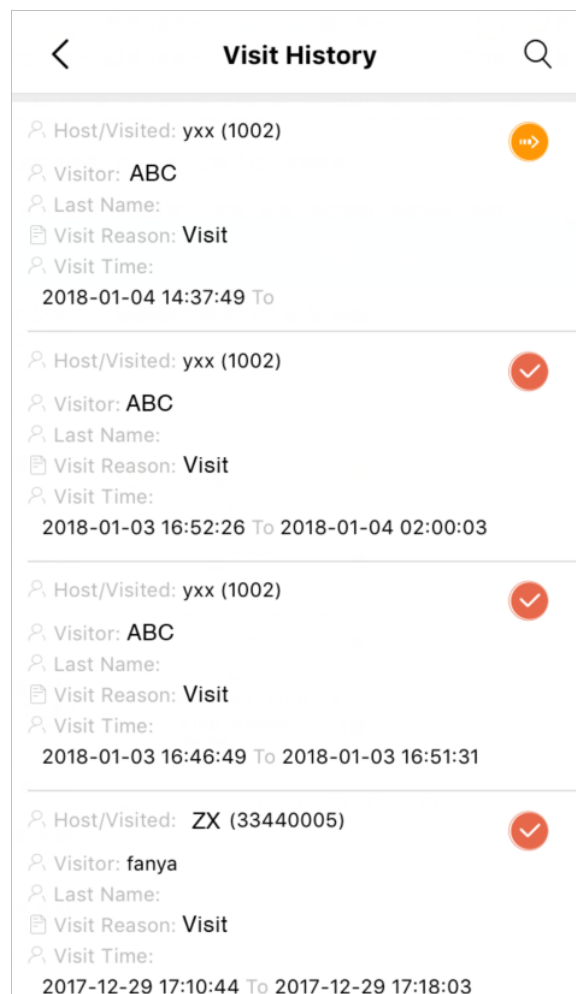 Visit History
Host/Visited: yxx (1002)
Visitor: ABC
Last Name:
Visit Reason: Visit
Visit Time:
2018-01-04 14:37:49 To
Host/Visited: yxx (1002)
Visitor: ABC
Last Name:
Visit Reason: Visit
Visit Time:
2018-01-03 16:52:26 To 2018-01-04 02:00:03
Host/Visited: yxx (1002)
Visitor: ABC
Last Name:
Visit Reason: Visit
Visit Time:
2018-01-03 16:46:49 To 2018-01-03 16:51:31
Host/Visited: ZX (33440005)
Visitor: fanya
Last Name:
Visit Reason: Visit
Visit Time:
2017-12-29 17:10:44 To 2017-12-29 17:18:03